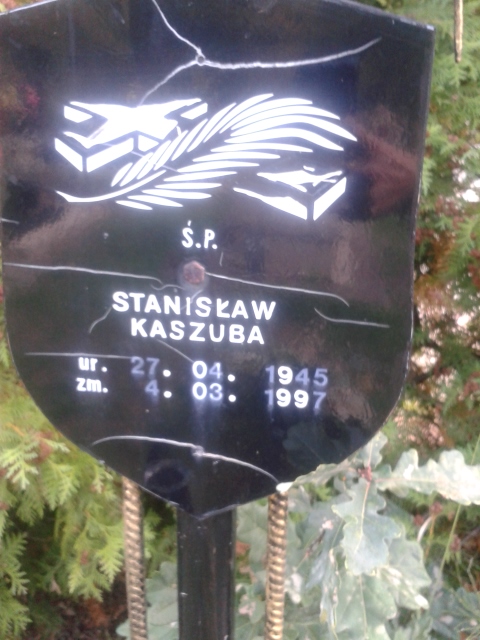 Ś.P.
STANISŁAW
KASZUBA
ur. 27. 04. 1945
zm. 4. 03. 1997